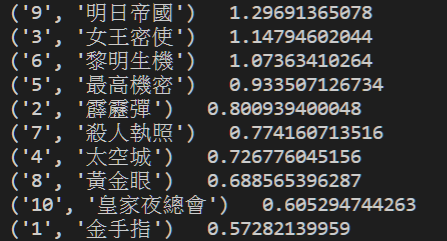 ('9', '明日帝國')   1.29691365078
('3', '女王密使')   1.14794602044
('6', '黎明生機')   1.07363410264
('5', '最高機密')   0.933507126734
('2', '霹靂彈')   0.800939400048
('7', '殺人執照')   0.774160713516
('4', '太空城')   0.726776045156
('8', '黃金眼')   0.688565396287
('10', '皇家夜總會')   0.605294744263
('1', '金手指')   0.57282139959